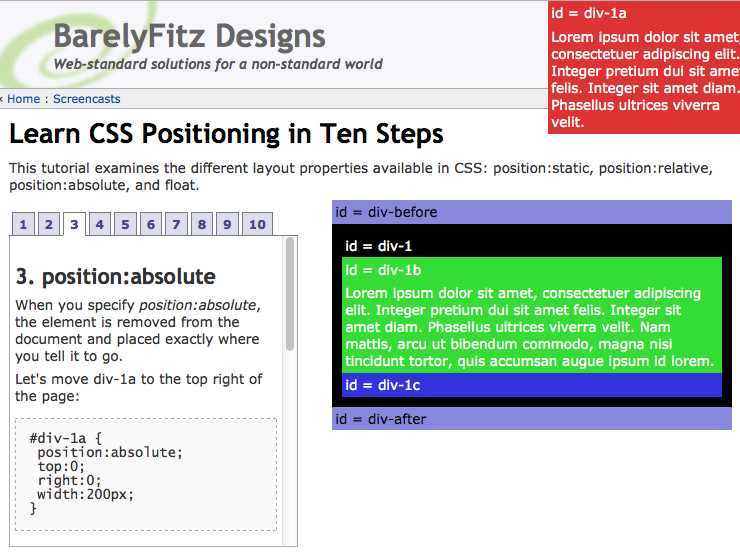 BarelyFitz Designs
Web-standard solutions for a non-standard world
id = div-1a
Lorem ipsum dolor sit amet,
consectetuer adipiscing elit.
Integer pretium dui sit amet
felis. Integer sit amet diam.
Phasellus ultrices viverra
velit.
‹ Home : Screencasts
Learn CSS Positioning in Ten Steps
This tutorial examines the different layout properties available in CSS: position:static, position:relative,
position:absolute, and float.
1 2 3 4 5 6 7 8 9 10
3. position:absolute
When you specify position:absolute,
the element is removed from the
document and placed exactly where
you tell it to go.
Let's move div-1a to the top right of
the page:
#div-1a {
position:absolute;
top:0;
right:0;
width:200px;
}
id = div-before
id = div-1
id = div-1b
Lorem ipsum dolor sit amet, consectetuer adipiscing
elit. Integer pretium dui sit amet felis. Integer sit
amet diam. Phasellus ultrices viverra velit. Nam
mattis, arcu ut bibendum commodo, magna nisi
tincidunt tortor, quis accumsan augue ipsum id lorem.
id = div-1c
id = div-after